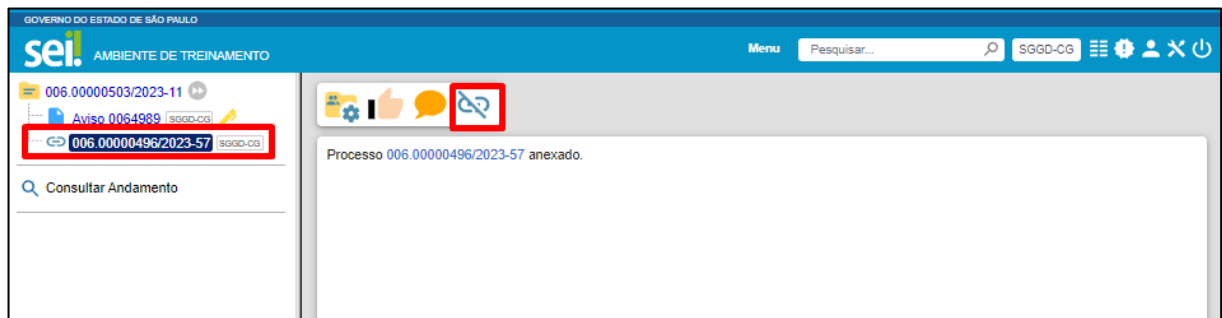 GOVERNO DO ESTADO DE SÃO PAULO
sei! AMBIENTE DE TREINAMENTO
Menu Pesquisar... SGGD-CG
006.00000503/2023-11
Aviso 0064989 SGGD-CG
006.00000496/2023-57 SGGD-CG
Consultar Andamento
Processo 006.00000496/2023-57 anexado.